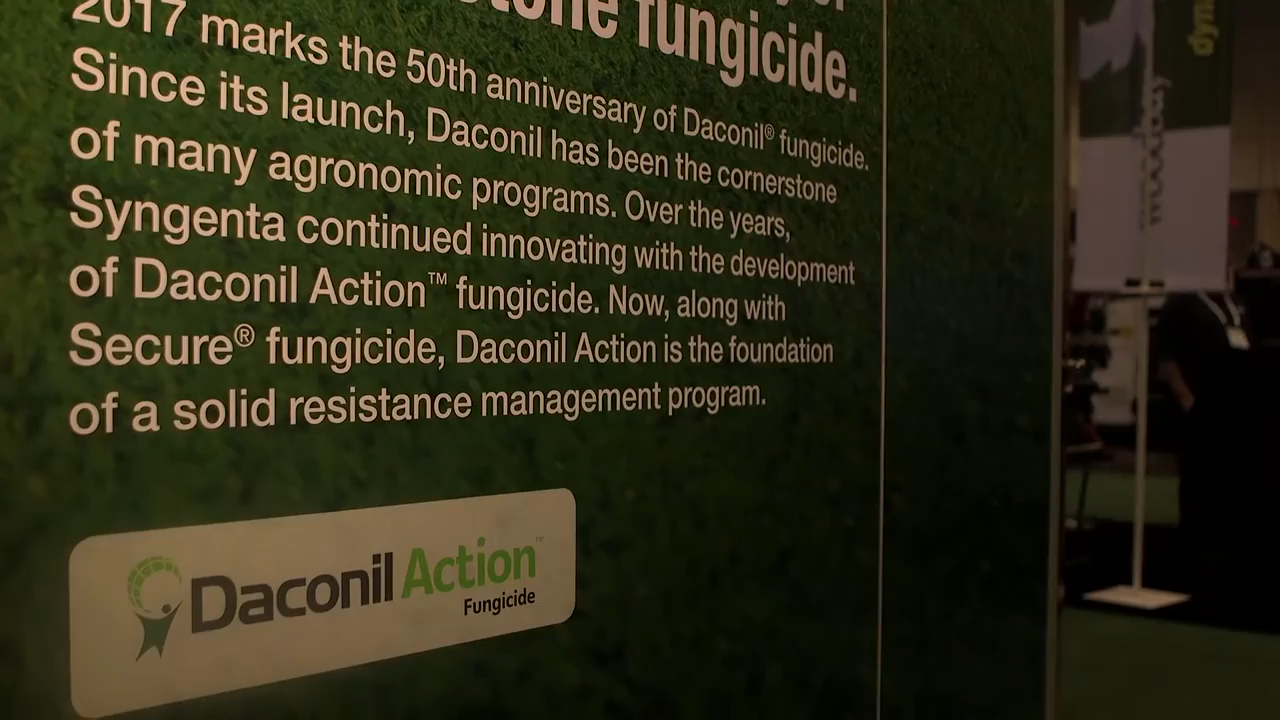 fungicide.
2017 marks the 50th anniversary of Daconil® fungicide.
Since its launch, Daconil has been the cornerstone
of many agronomic programs. Over the years,
Syngenta continued innovating with the development
of Daconil Action™ fungicide. Now, along with
Secure® fungicide, Daconil Action is the foundation
of a solid resistance management program.
Daconil Action™
Fungicide